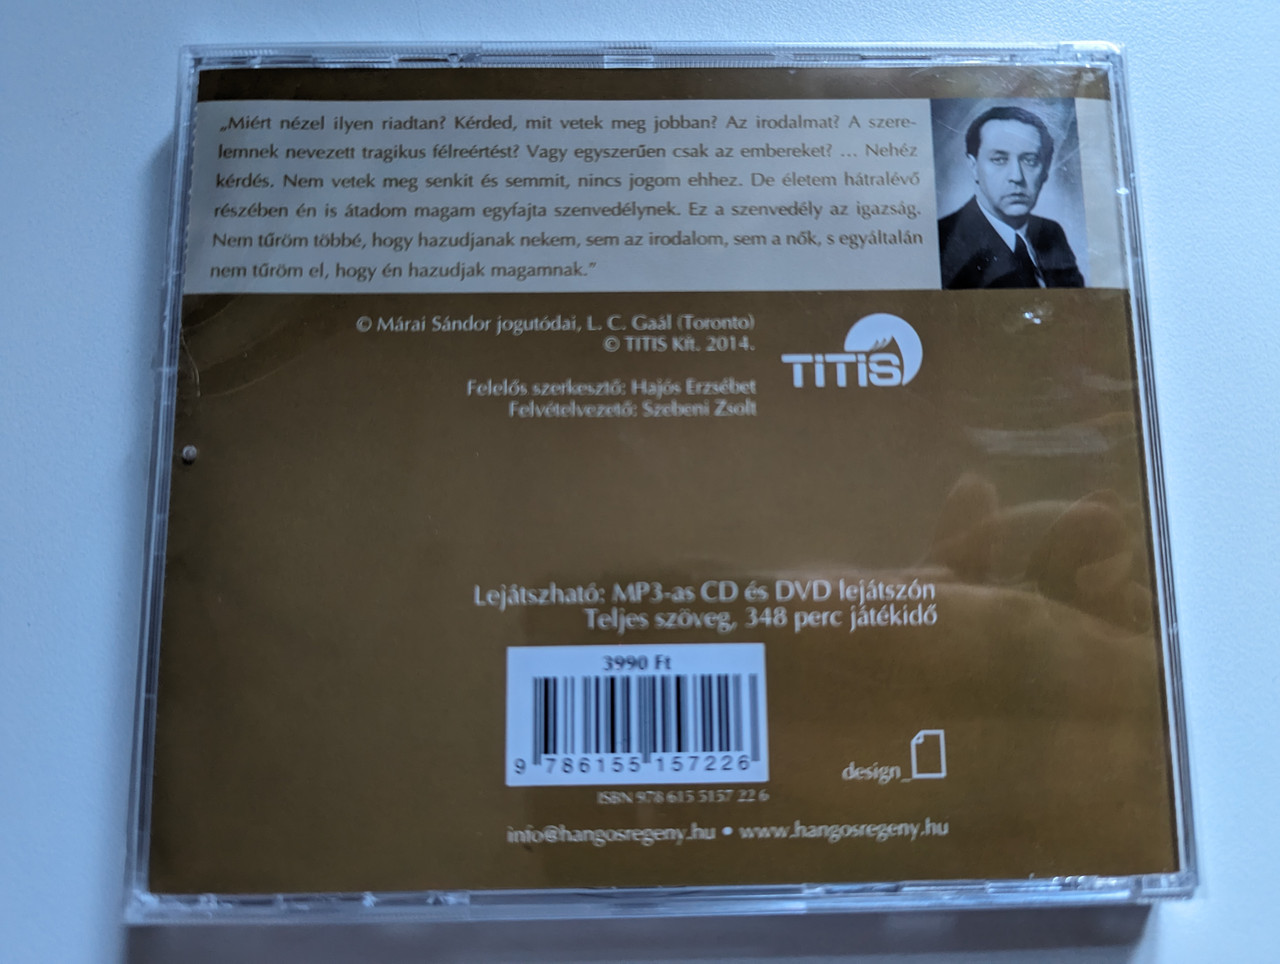 „Miért nézel ilyen riadtan? Kérded, mit vetek meg jobban? Az irodalmat? A szere-
lemnek nevezett tragikus félreértést? Vagy egyszerűen csak az embereket? ... Nehéz
kérdés. Nem vetek meg senkit és semmit, nincs jogom ehhez. De életem hátralévő
részében én is átadom magam egyfajta szenvedélynek. Ez a szenvedély az igazság.
Nem tűröm többé, hogy hazudjanak nekem, sem az irodalom, sem a nők, s egyáltalán
nem tűröm el, hogy én hazudjak magamnak.”
© Márai Sándor jogutódai, L. C. Gaál (Toronto)
© TITIS Kft. 2014.
TiTiS
Felelős szerkesztő: Hajós Erzsébet
Felvételvezető: Szebeni Zsolt
Lejátszható: MP3-as CD és DVD lejátszón
Teljes szöveg, 348 perc játékidő
3990 Ft
9 786155 157226
design_
ISBN 978 615 5157 22 6
info@hangosregeny.hu • www.hangosregeny.hu